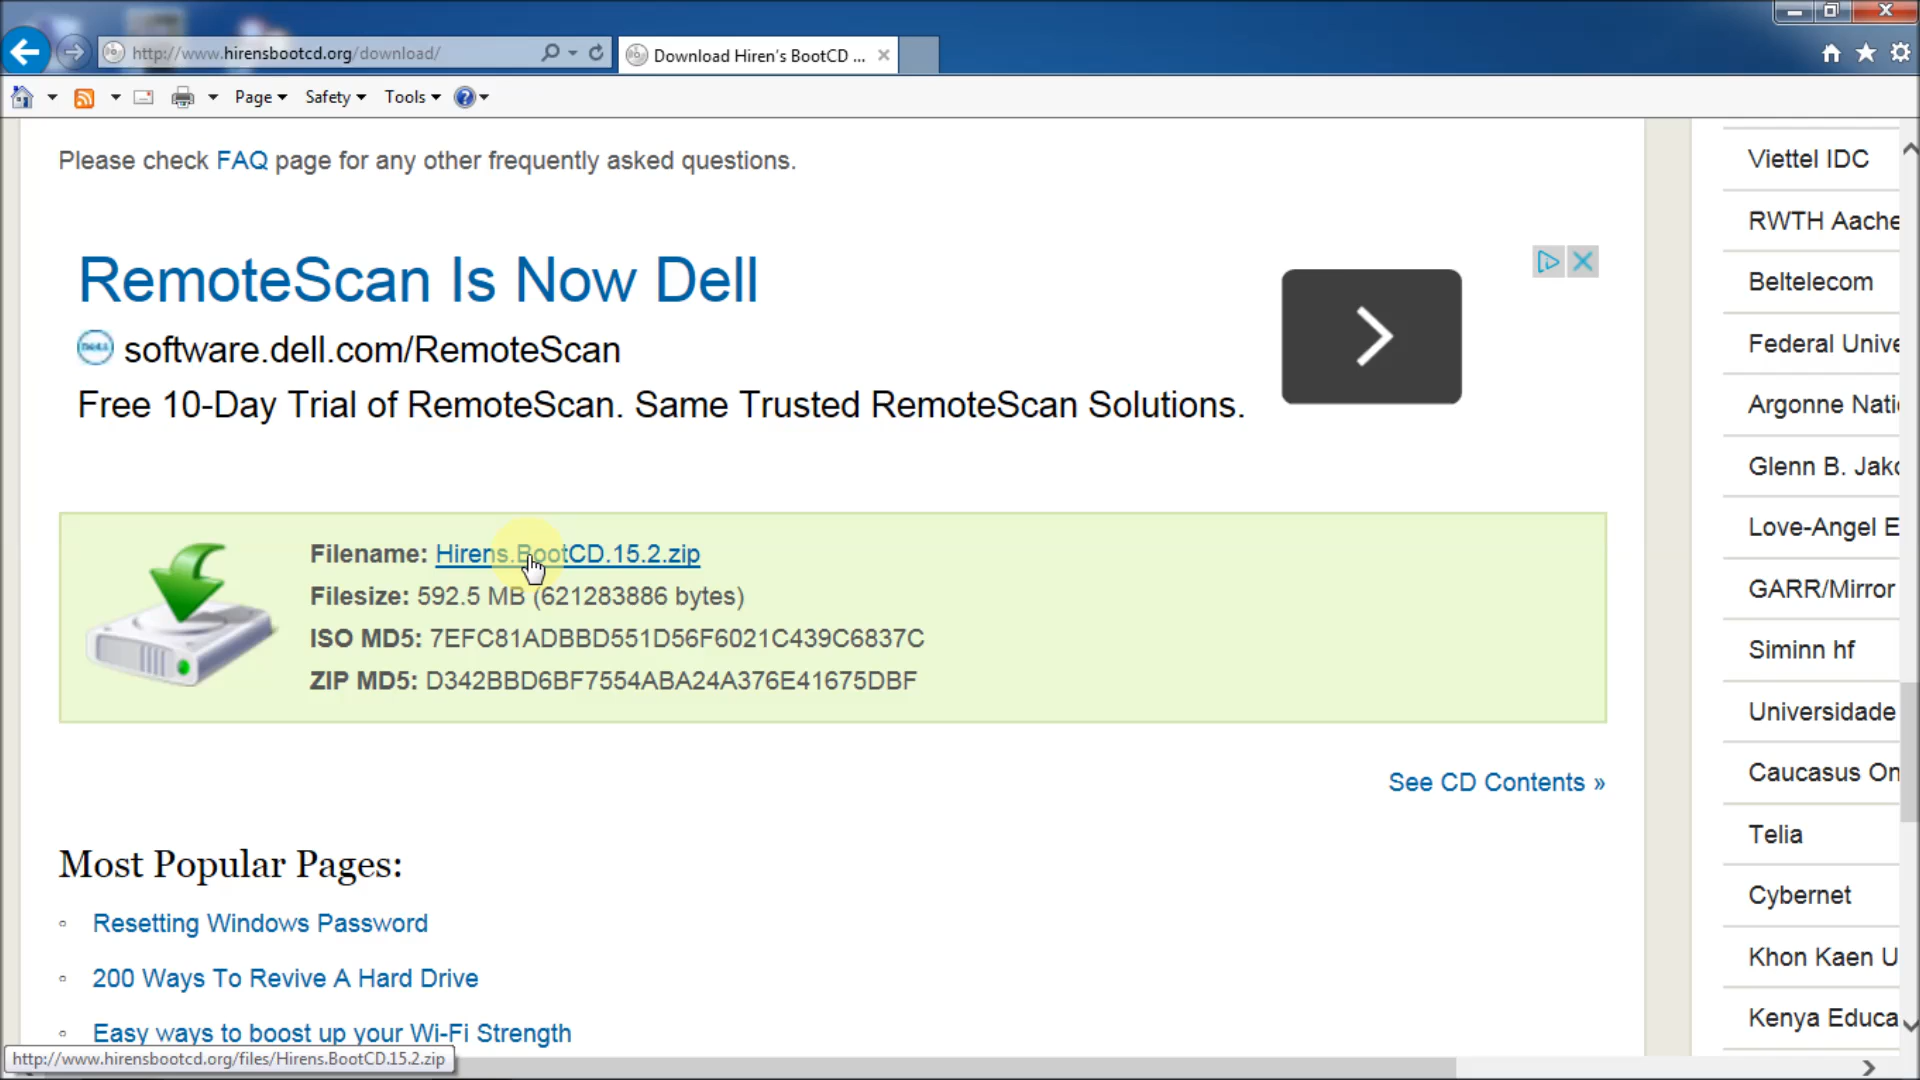 http://www.hirensbootcd.org/download/
Download Hiren's BootCD ...
Page
Safety
Tools
Please check FAQ page for any other frequently asked questions.
RemoteScan Is Now Dell
software.dell.com/RemoteScan
Free 10-Day Trial of RemoteScan. Same Trusted RemoteScan Solutions.
Filename: Hirens.BootCD.15.2.zip
Filesize: 592.5 MB (621283886 bytes)
ISO MD5: 7EFC81ADBBD551D56F6021C439C6837C
ZIP MD5: D342BBD6BF7554ABA24A376E41675DBF
See CD Contents »
Most Popular Pages:
Resetting Windows Password
200 Ways To Revive A Hard Drive
Easy ways to boost up your Wi-Fi Strength
http://www.hirensbootcd.org/files/Hirens.BootCD.15.2.zip
Viettel IDC
RWTH Aache
Beltelecom
Federal Unive
Argonne Nati
Glenn B. Jako
Love-Angel E
GARR/Mirror
Siminn hf
Universidade
Caucasus On
Telia
Cybernet
Khon Kaen U
Kenya Educa